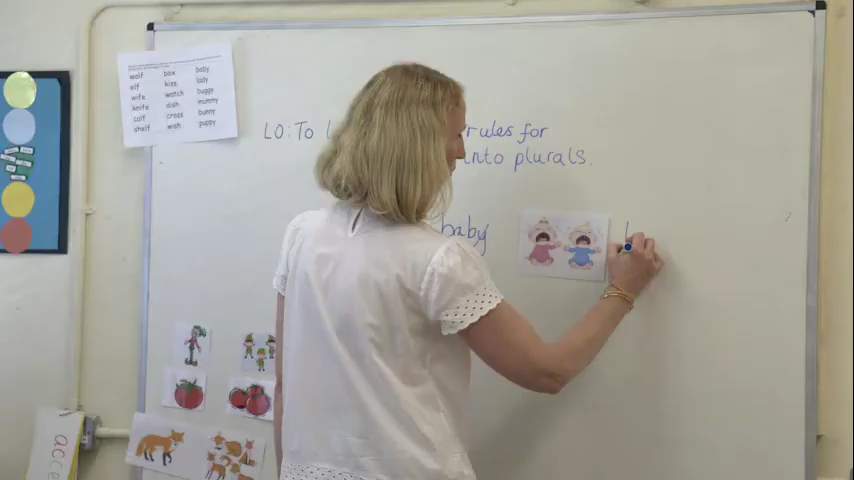 wolf box baby
elf kiss lady
wife watch buggy
knife dish mummy
calf cross bunny
shelf wish puppy
LO: To rules for
into plurals.
baby
acce